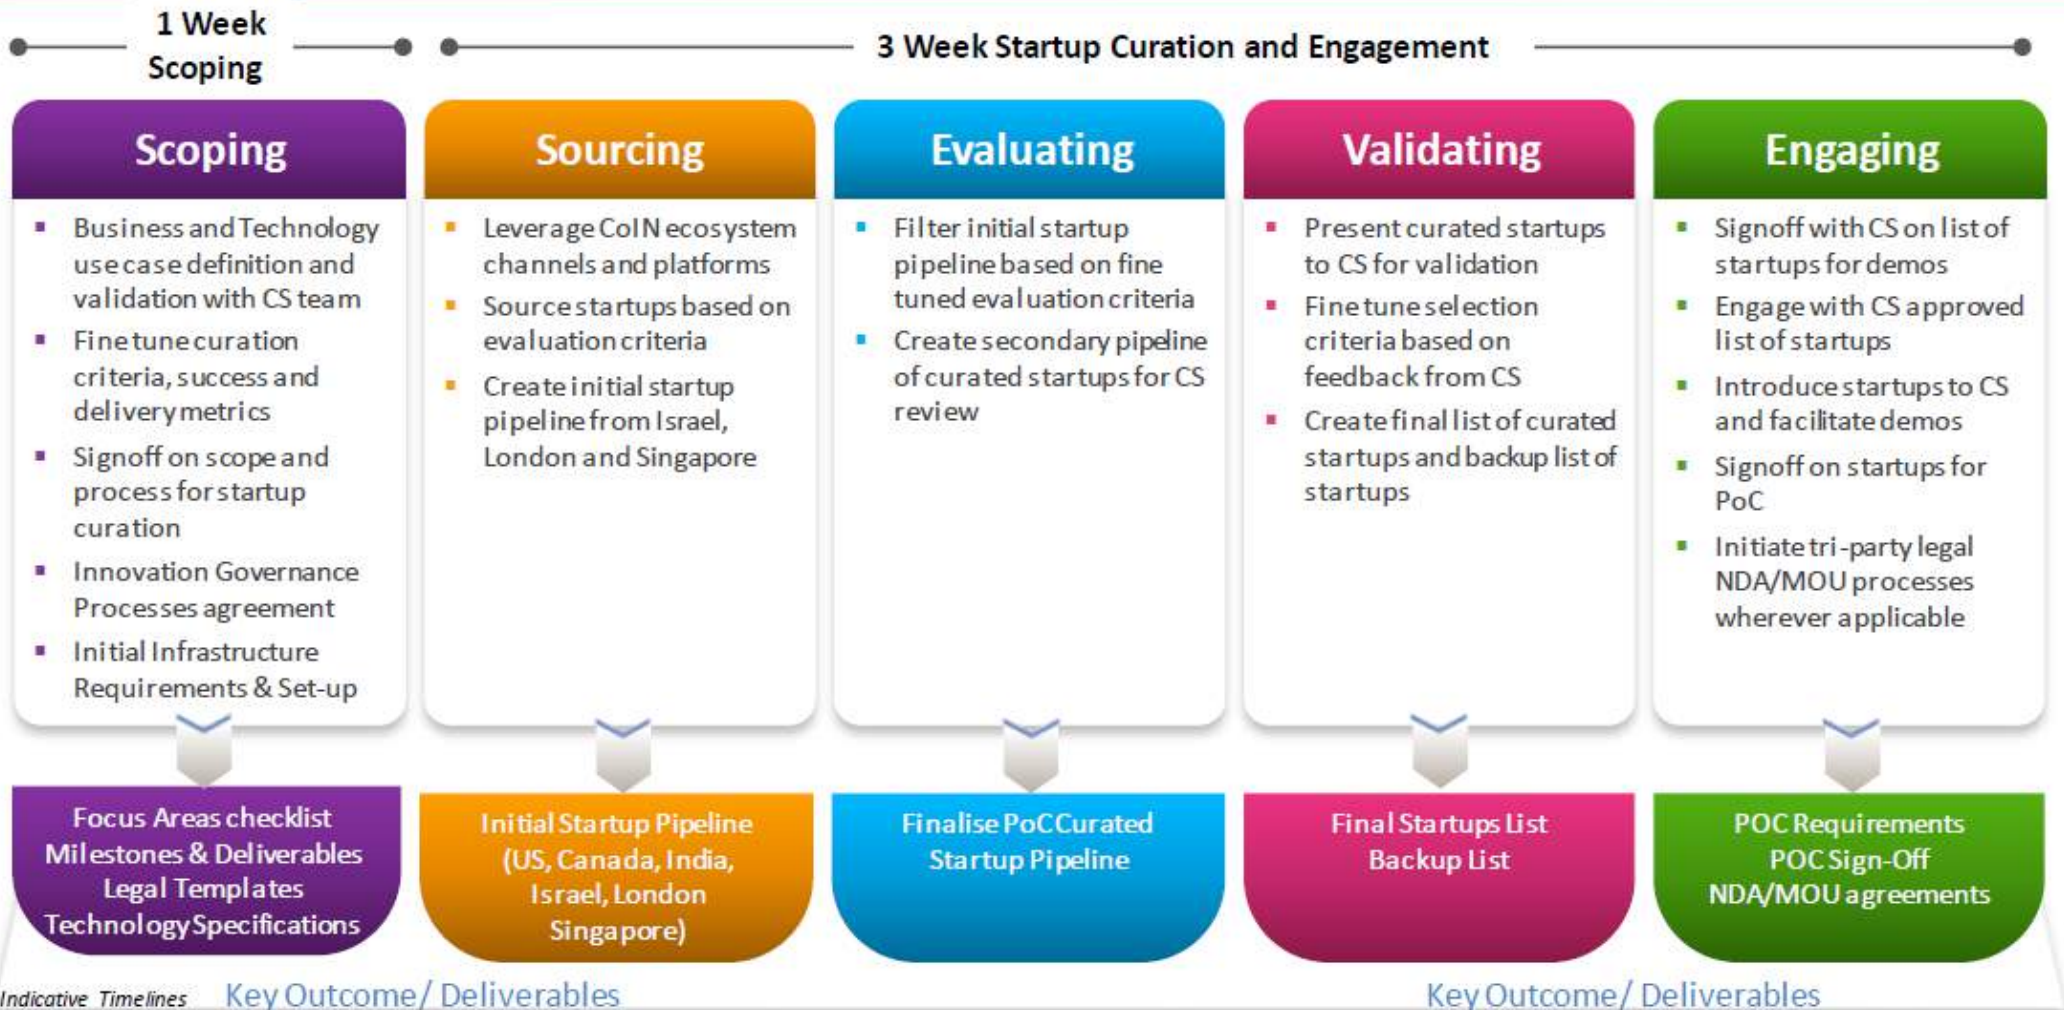 1 Week
Scoping
3 Week Startup Curation and Engagement
Scoping
Business and Technology
use case definition and
validation with CS team
Fine tune curation
criteria, success and
delivery metrics
Signoff on scope and
process for startup
curation
Innovation Governance
Processes agreement
Initial Infrastructure
Requirements & Set-up
Sourcing
Leverage CoIN ecosystem
channels and platforms
Source startups based on
evaluation criteria
Create initial startup
pipeline from Israel,
London and Singapore
Evaluating
Filter initial startup
pipeline based on fine
tuned evaluation criteria
Create secondary pipeline
of curated startups for CS
review
Validating
Present curated startups
to CS for validation
Fine tune selection
criteria based on
feedback from CS
Create final list of curated
startups and backup list of
startups
Engaging
Signoff with CS on list of
startups for demos
Engage with CS approved
list of startups
Introduce startups to CS
and facilitate demos
Signoff on startups for
PoC
Initiate tri-party legal
NDA/MOU processes
wherever applicable
Focus Areas checklist
Milestones & Deliverables
Legal Templates
Technology Specifications
Initial Startup Pipeline
(US, Canada, India,
Israel, London
Singapore)
Finalise PoC Curated
Startup Pipeline
Final Startups List
Backup List
POC Requirements
POC Sign-Off
NDA/MOU agreements
Indicative Timelines
Key Outcome/ Deliverables
Key Outcome/ Deliverables